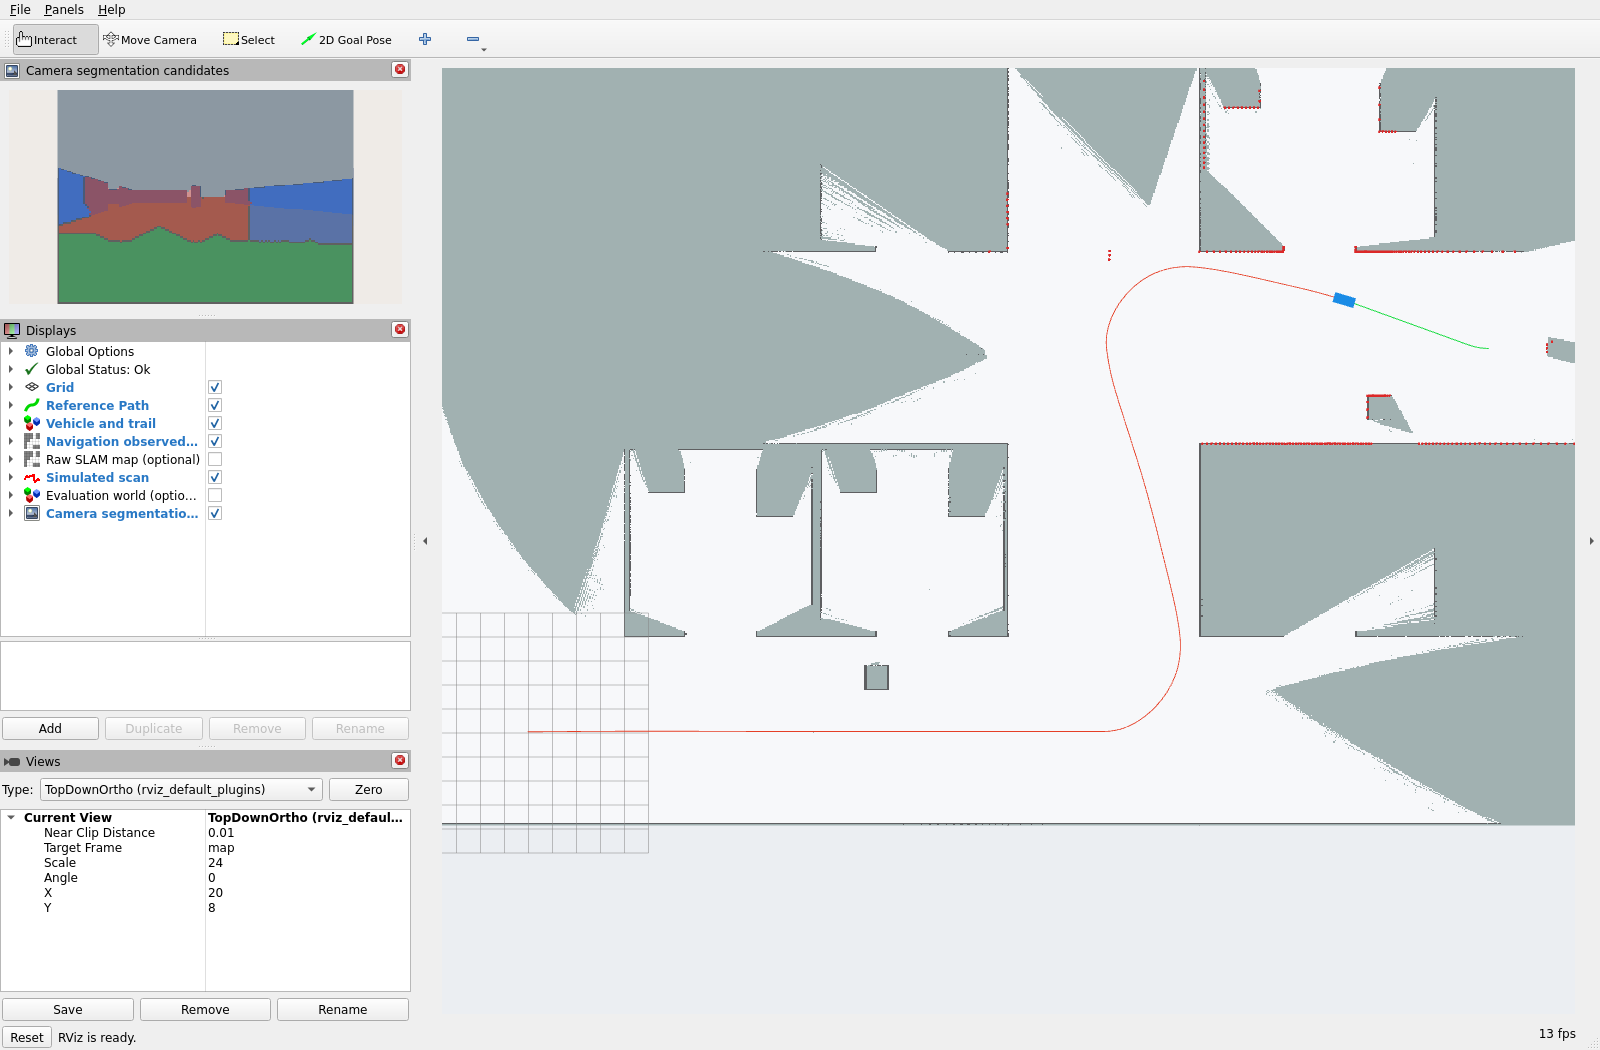 File Panels Help
Interact Move Camera Select 2D Goal Pose
Camera segmentation candidates
Displays
Global Options
Global Status: Ok
Grid
Reference Path
Vehicle and trail
Navigation observed...
Raw SLAM map (optional)
Simulated scan
Evaluation world (optio...
Camera segmentatio...
Add Duplicate Remove Rename
Views
Type: TopDownOrtho (rviz_default_plugins) Zero
Current View TopDownOrtho (rviz_defaul...
Near Clip Distance 0.01
Target Frame map
Scale 24
Angle 0
X 20
Y 8
Save Remove Rename
Reset RViz is ready. 13 fps